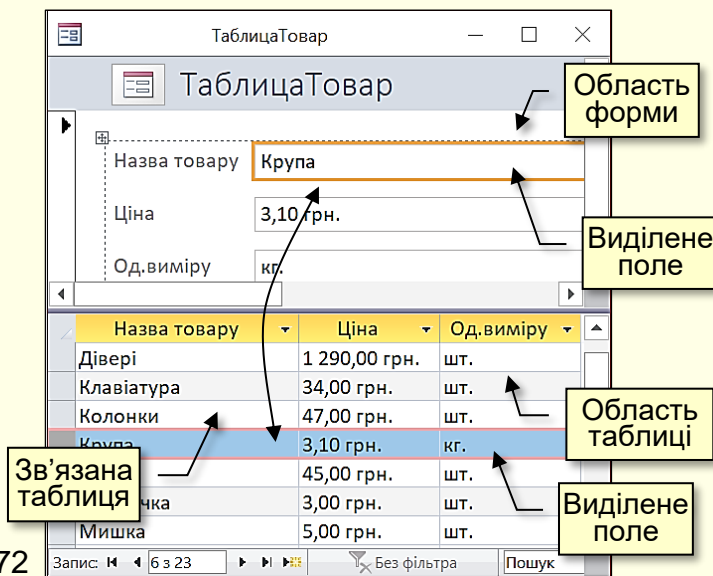 ТаблицаТовар
ТаблицаТовар
Область
форми
Назва товару Крупа
Ціна 3,10 грн.
Виділене
поле
Од.виміру кг.
Назва товару Ціна Од.виміру
Двері 1 290,00 грн. шт.
Клавіатура 34,00 грн. шт.
Колонки 47,00 грн. шт.
Область
таблиці
Крупа 3,10 грн. кг.
Зв'язана
таблиця
45,00 грн. шт.
чка 3,00 грн. шт.
Виділене
поле
Мишка 5,00 грн. шт.
72
Запис: 6 з 23 Без фільтра Пошук